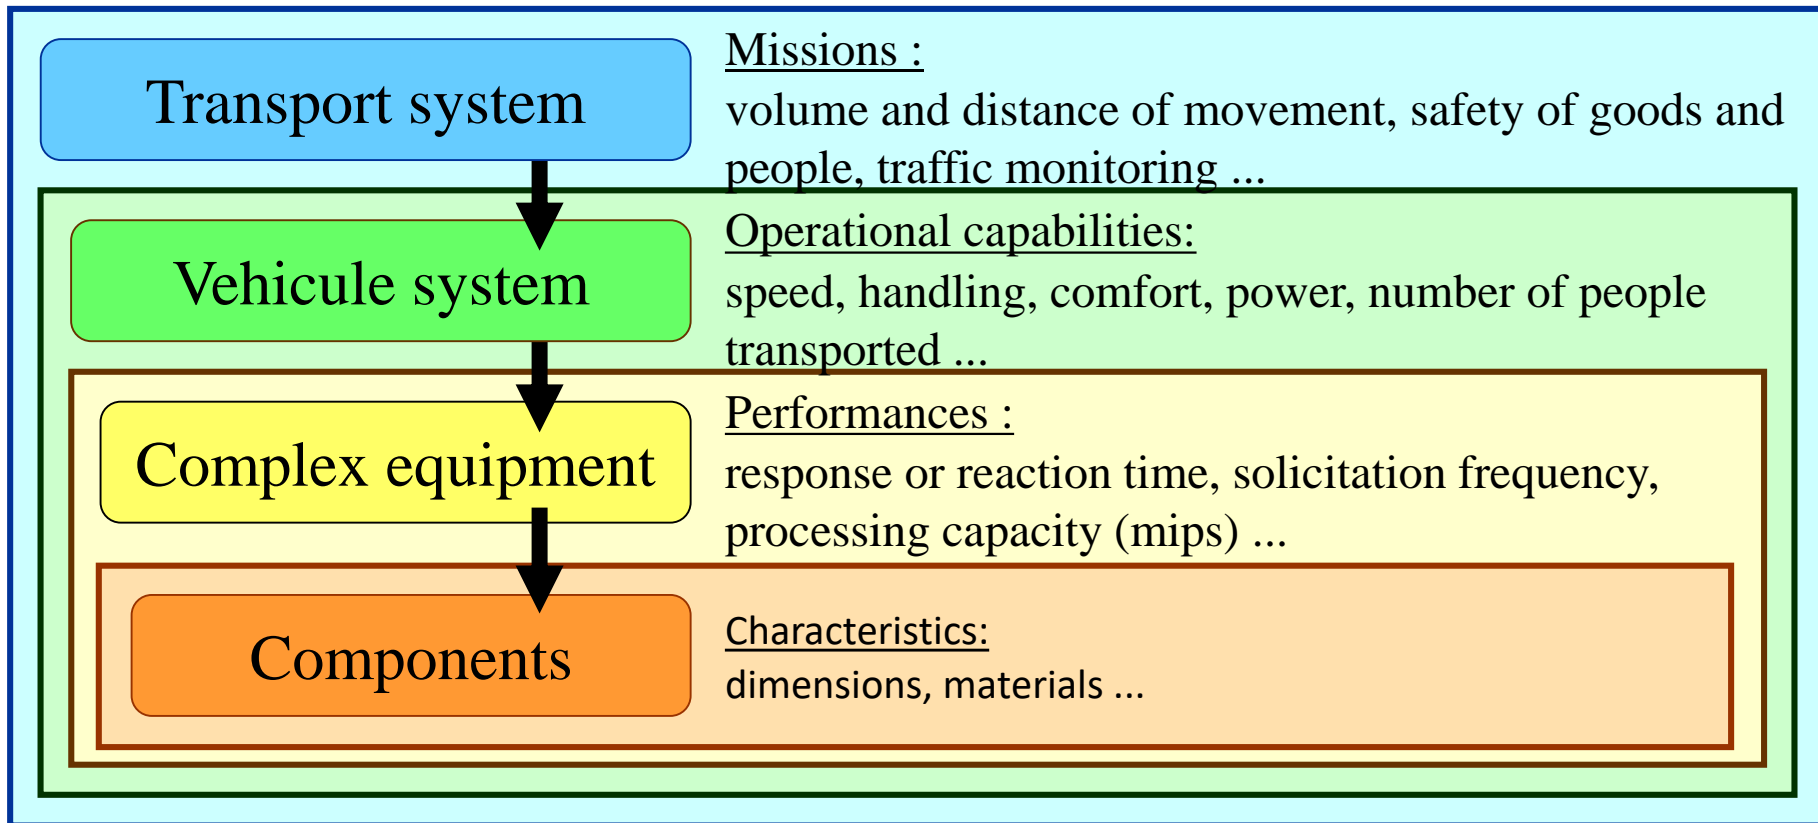 Transport system
Missions :
volume and distance of movement, safety of goods and
people, traffic monitoring ...
Vehicule system
Operational capabilities:
speed, handling, comfort, power, number of people
transported ...
Complex equipment
Performances :
response or reaction time, solicitation frequency,
processing capacity (mips) ...
Components
Characteristics:
dimensions, materials ...